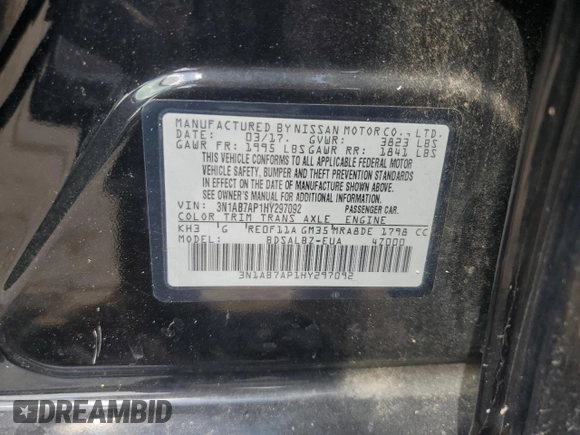 MANUFACTURED BY NISSAN MOTOR CO., LTD.
DATE: 03/17 GVWR: 3823 LBS
GAWR FR: 1995 LBS GAWR RR: 1841 LBS
THIS VEHICLE CONFORMS TO ALL APPLICABLE FEDERAL MOTOR
VEHICLE SAFETY, BUMPER, AND THEFT PREVENTION STANDARDS
IN EFFECT ON THE DATE OF MANUFACTURE SHOWN ABOVE.
SEE OWNER'S MANUAL FOR ADDITIONAL INFORMATION.
VIN: 3N1AB7AP1HY297092 PASSENGER CAR.
COLOR TRIM TRANS AXLE ENGINE
KH3 G RE0F11A GM35 MRA8DE 1798 CC
MODEL: BDSALBZ-EUA 47000
3N1AB7AP1HY297092
DREAMBID